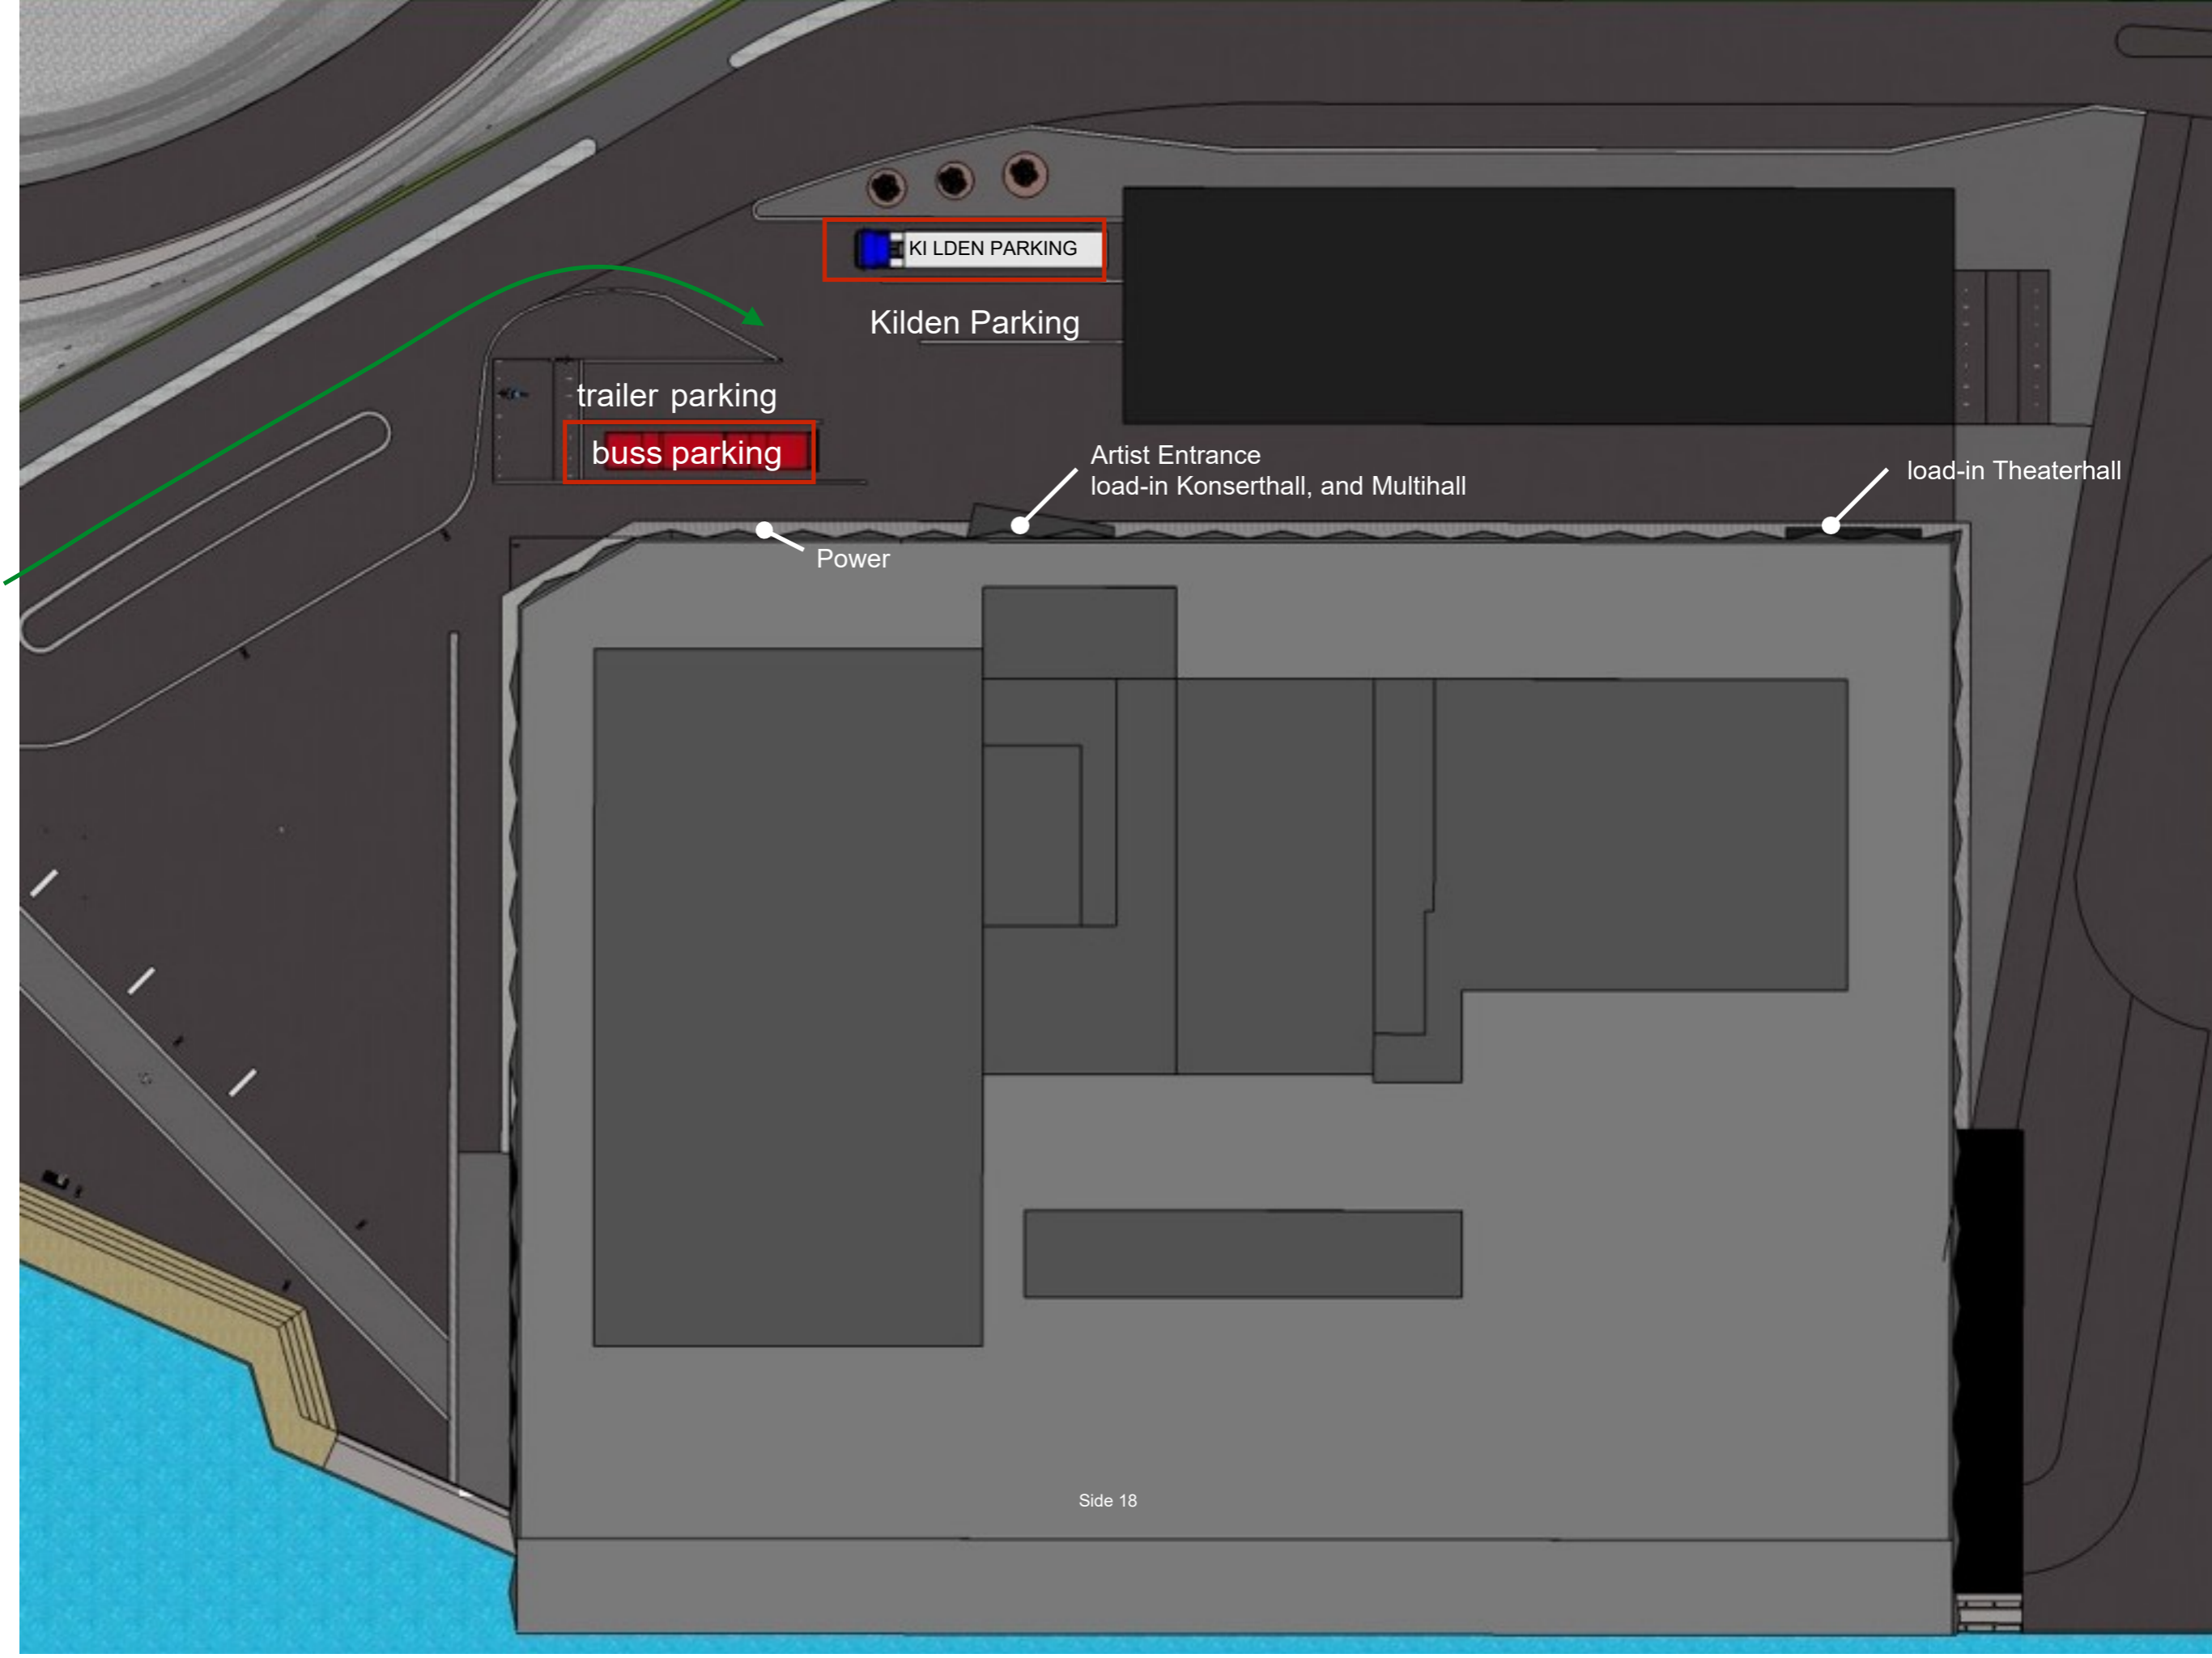 KI LDEN PARKING
Kilden Parking
trailer parking
buss parking
Artist Entrance
load-in Konserthall, and Multihall
load-in Theaterhall
Power
Side 18